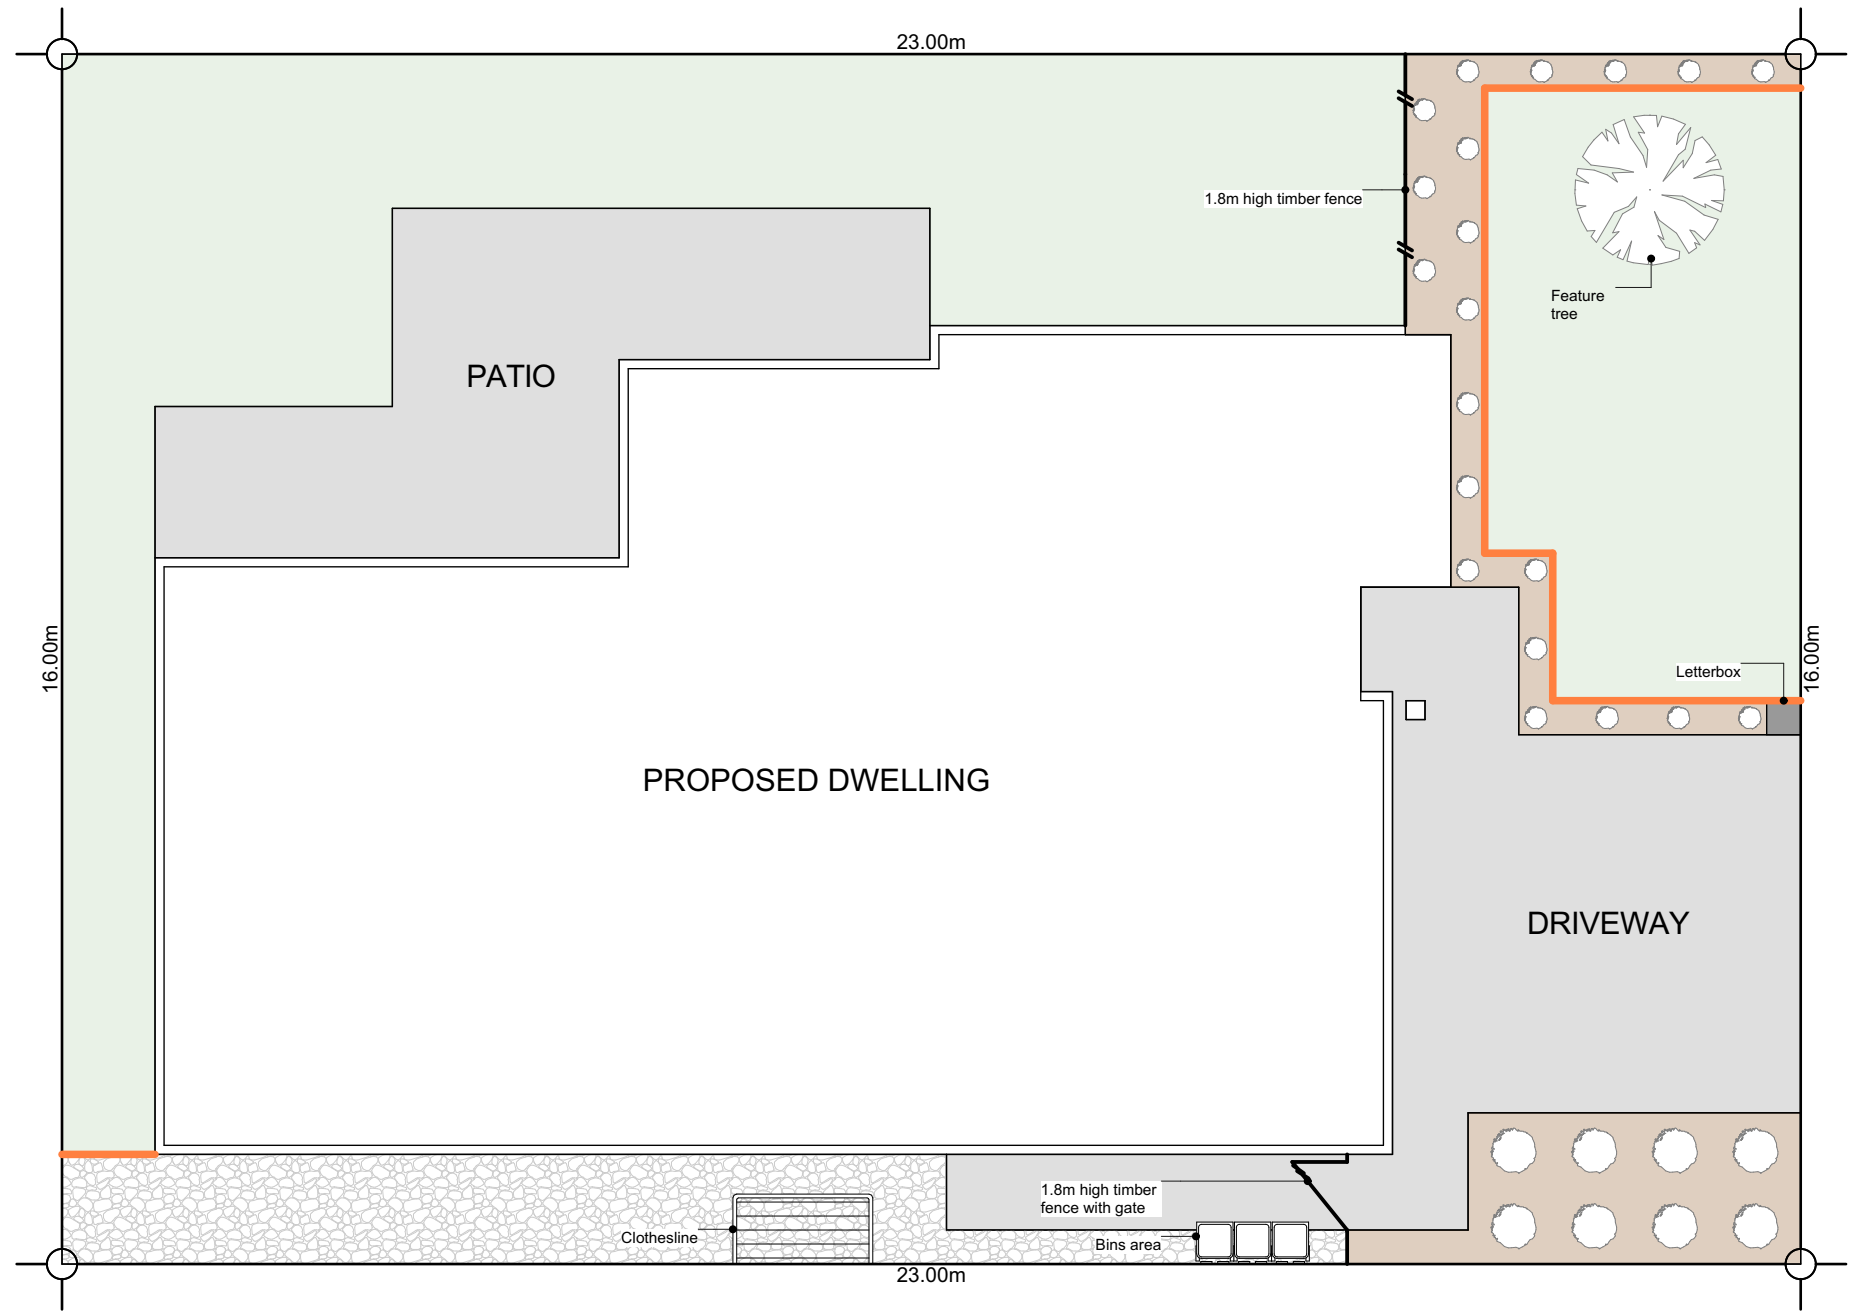 23.00m
1.8m high timber fence
Feature
tree
PATIO
16.00m
16.00m
Letterbox
PROPOSED DWELLING
DRIVEWAY
1.8m high timber
fence with gate
Clothesline
Bins area
23.00m